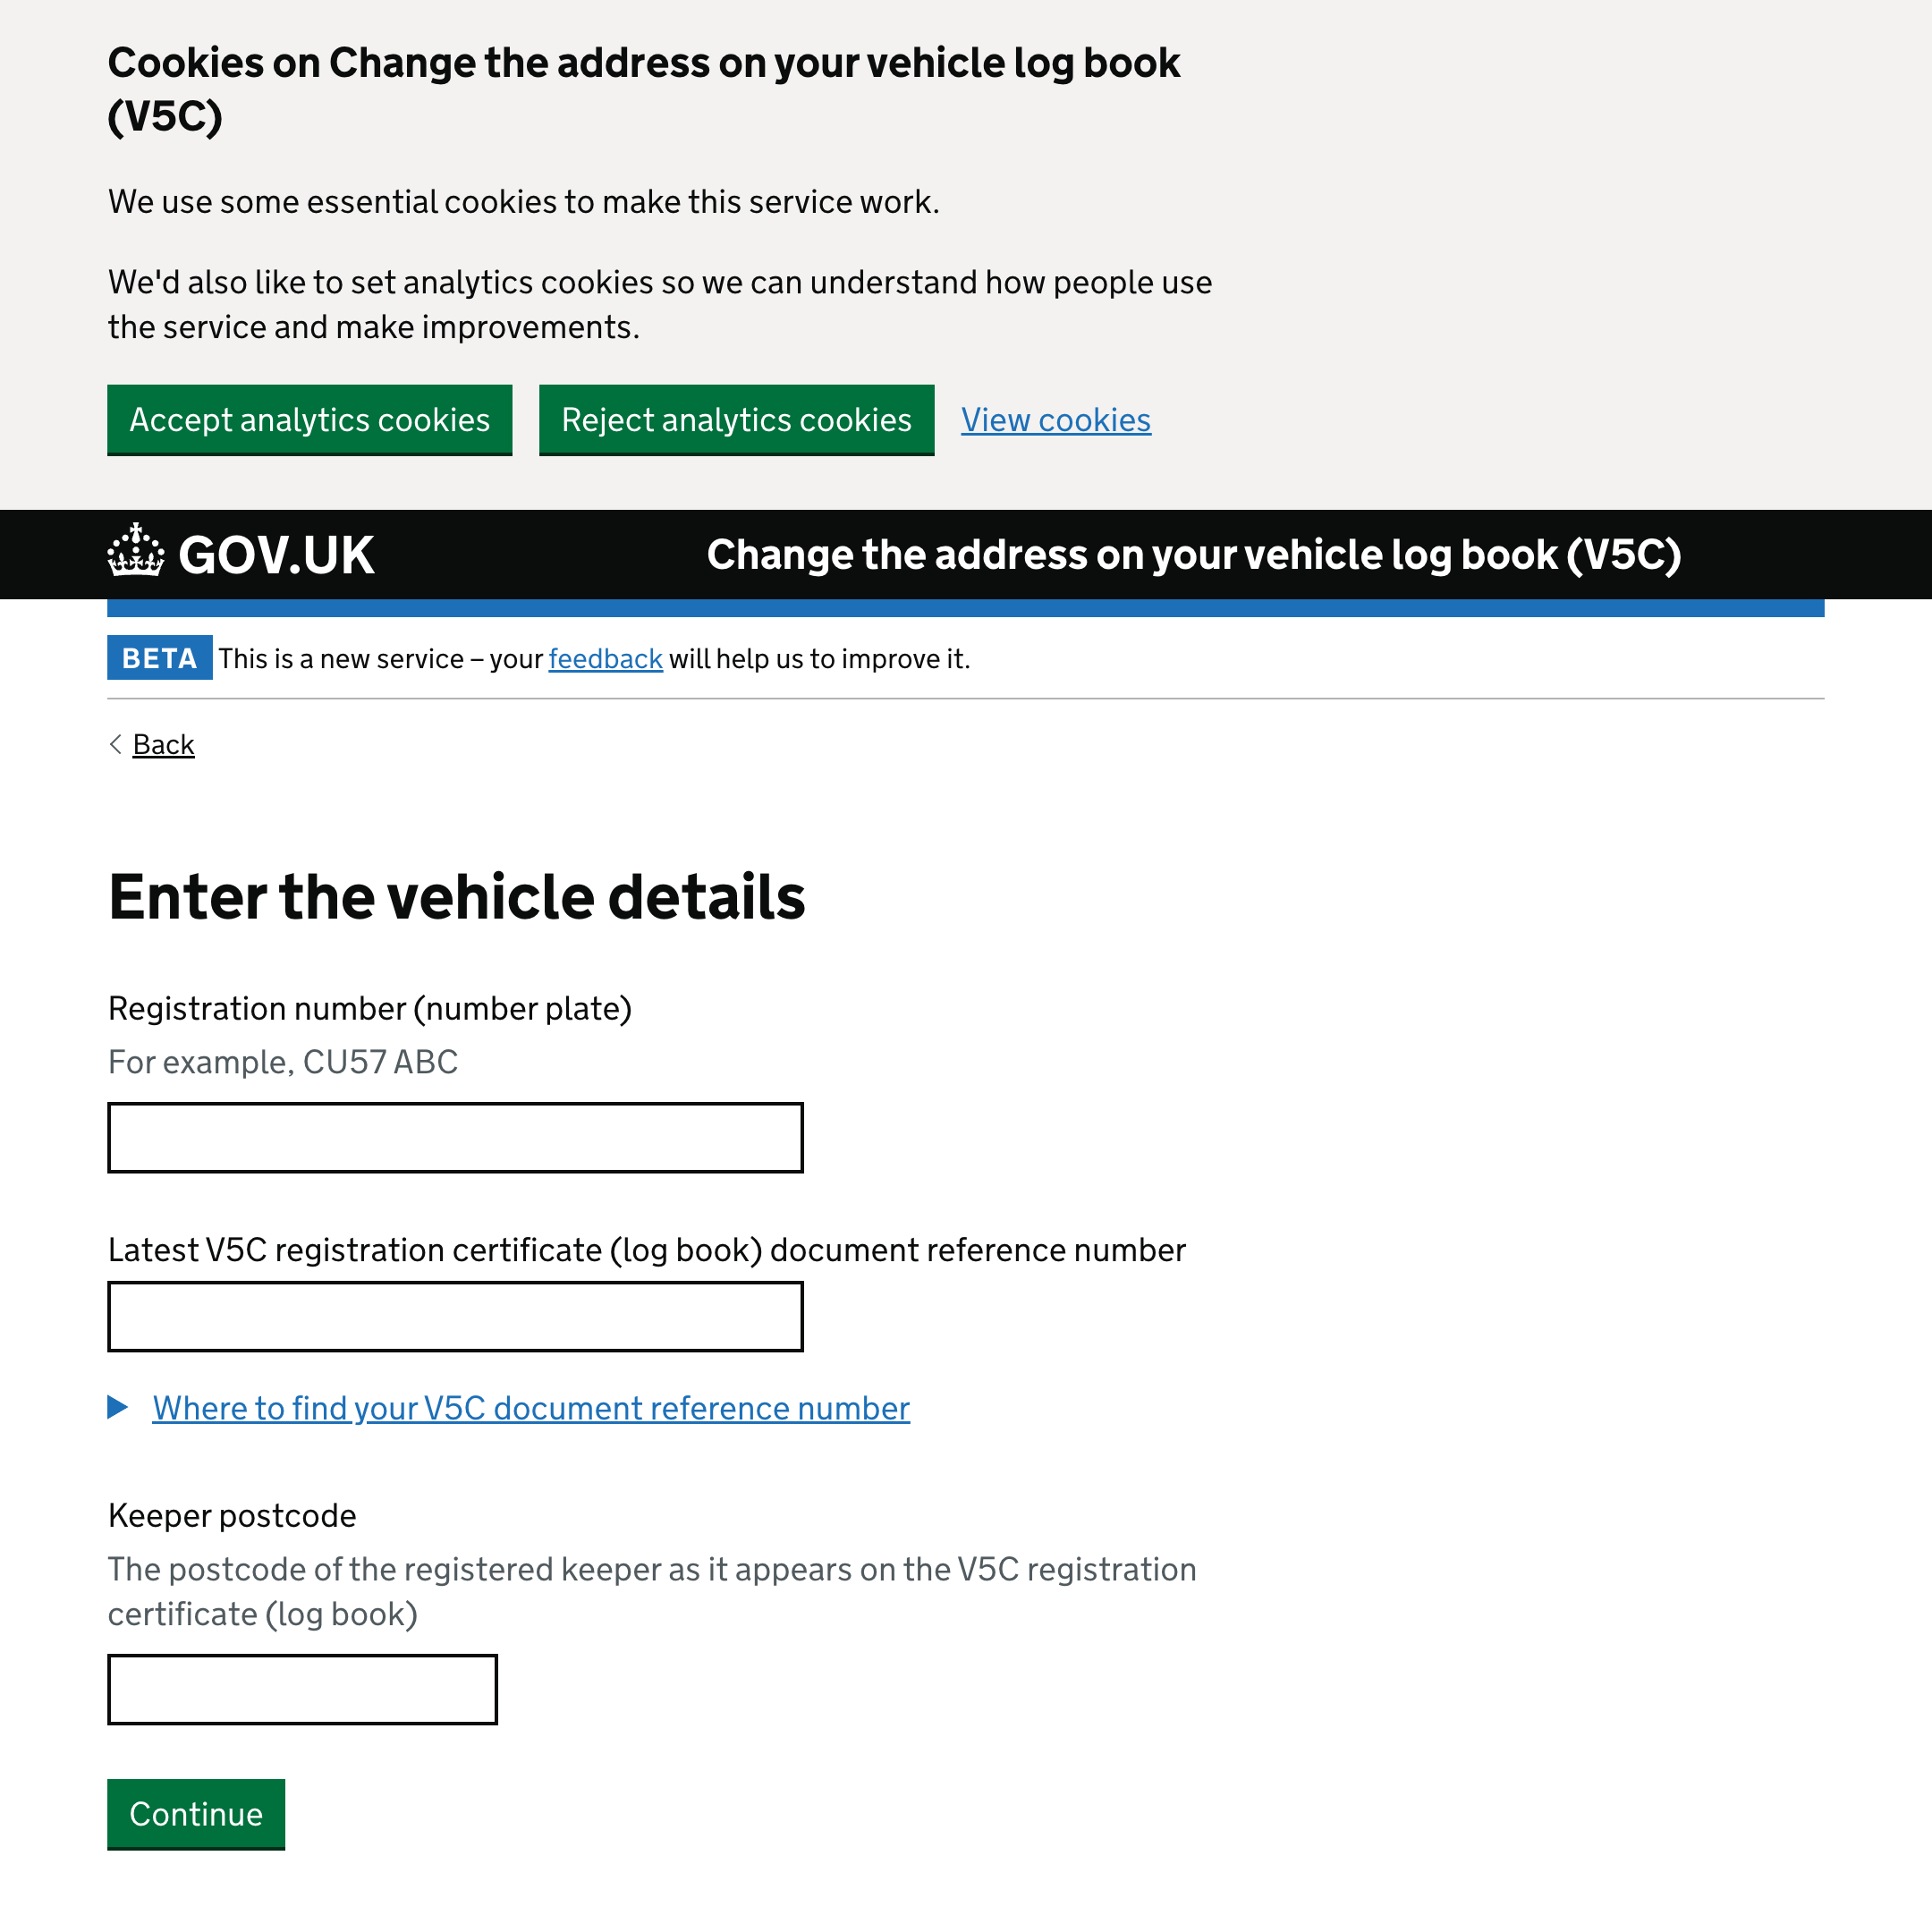 Cookies on Change the address on your vehicle log book
(V5C)
We use some essential cookies to make this service work.
We'd also like to set analytics cookies so we can understand how people use
the service and make improvements.
Accept analytics cookies Reject analytics cookies View cookies
GOV.UK Change the address on your vehicle log book (V5C)
BETA This is a new service – your feedback will help us to improve it.
Back
Enter the vehicle details
Registration number (number plate)
For example, CU57 ABC
Latest V5C registration certificate (log book) document reference number
Where to find your V5C document reference number
Keeper postcode
The postcode of the registered keeper as it appears on the V5C registration
certificate (log book)
Continue